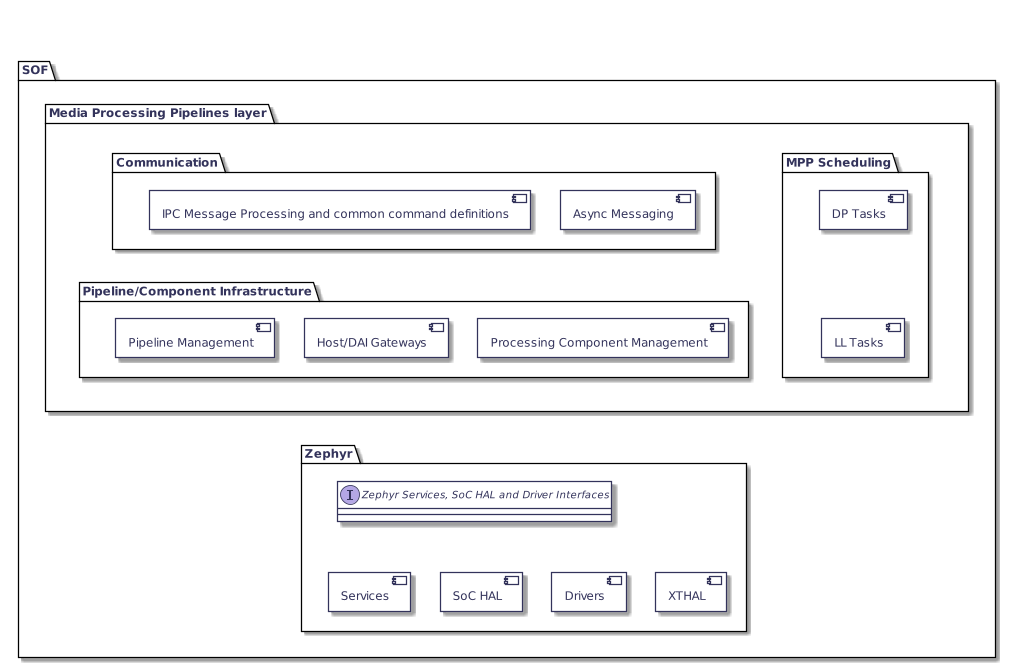 SOF
Media Processing Pipelines layer
Communication
IPC Message Processing and common command definitions
Async Messaging
MPP Scheduling
DP Tasks
LL Tasks
Pipeline/Component Infrastructure
Pipeline Management
Host/DAI Gateways
Processing Component Management
Zephyr
I Zephyr Services, SoC HAL and Driver Interfaces
Services
SoC HAL
Drivers
XTHAL